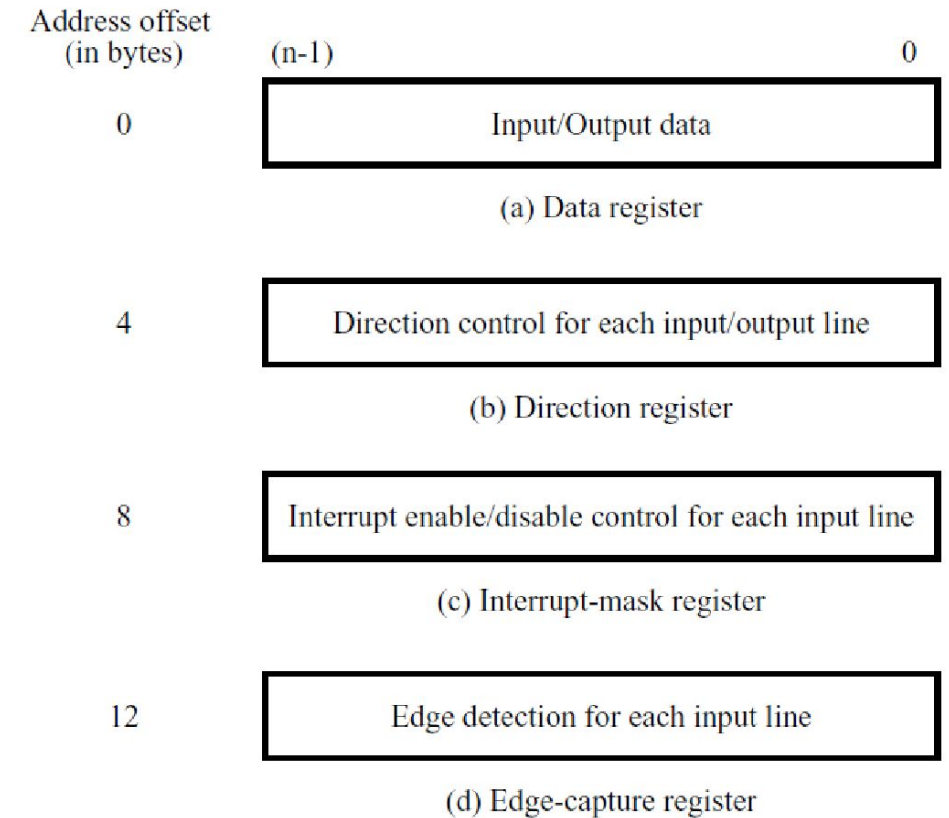 Address offset
(in bytes)
(n-1)
0
0
Input/Output data
(a) Data register
4
Direction control for each input/output line
(b) Direction register
8
Interrupt enable/disable control for each input line
(c) Interrupt-mask register
12
Edge detection for each input line
(d) Edge-capture register